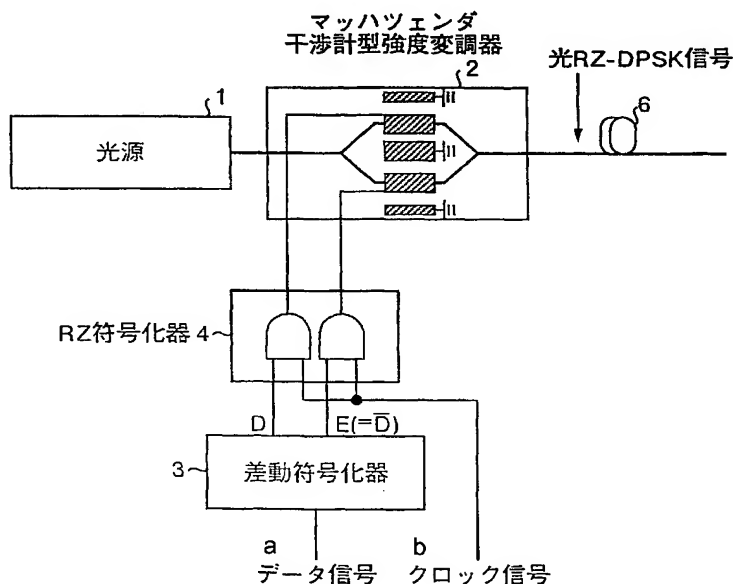 マッハツェンダ
干渉計型強度変調器
2
光RZ-DPSK信号
1
6
光源
RZ符号化器 4
D
E(=D̅)
3
差動符号化器
a
b
データ信号
クロック信号